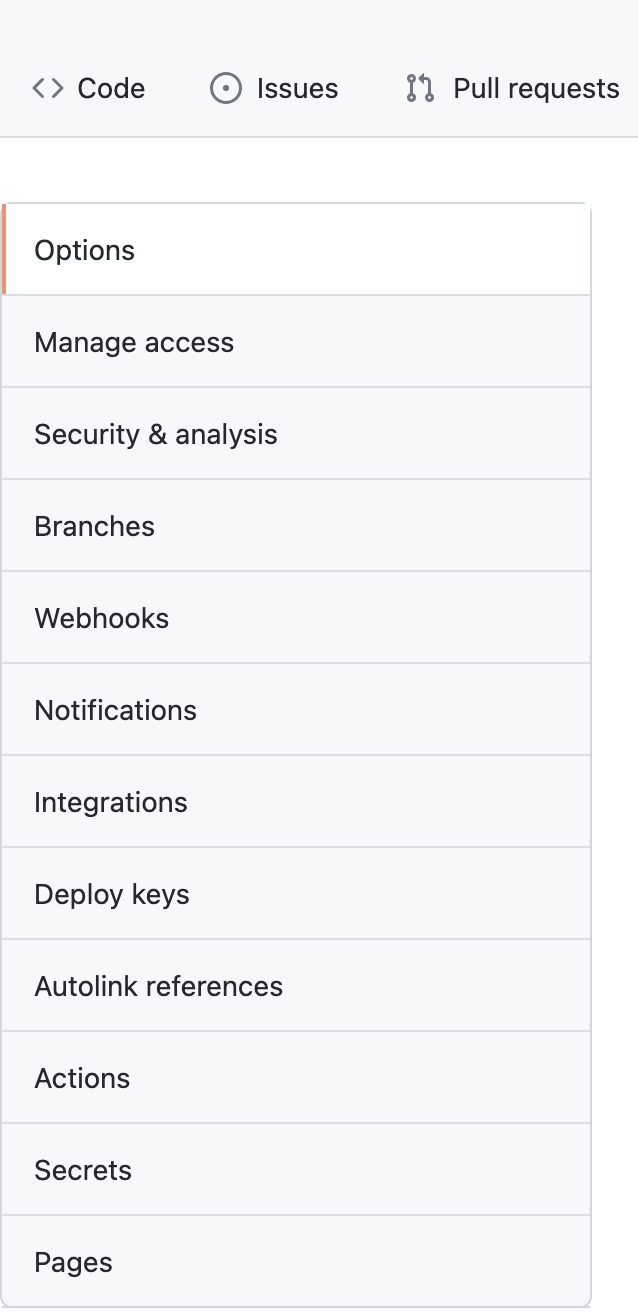 Code Issues Pull requests
Options
Manage access
Security & analysis
Branches
Webhooks
Notifications
Integrations
Deploy keys
Autolink references
Actions
Secrets
Pages